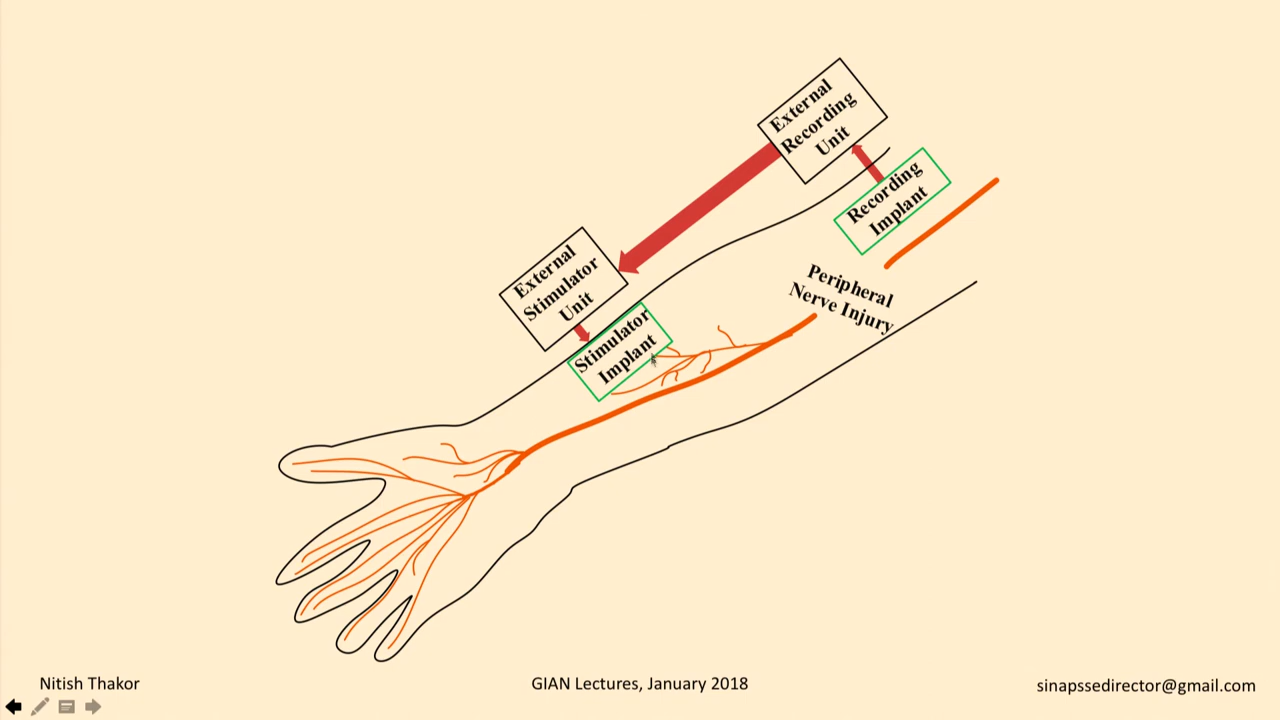 External
Recording
Unit
Recording
Implant
External
Stimulator
Unit
Stimulator
Implant
Peripheral
Nerve Injury
Nitish Thakor
GIAN Lectures, January 2018
sinapssedirector@gmail.com